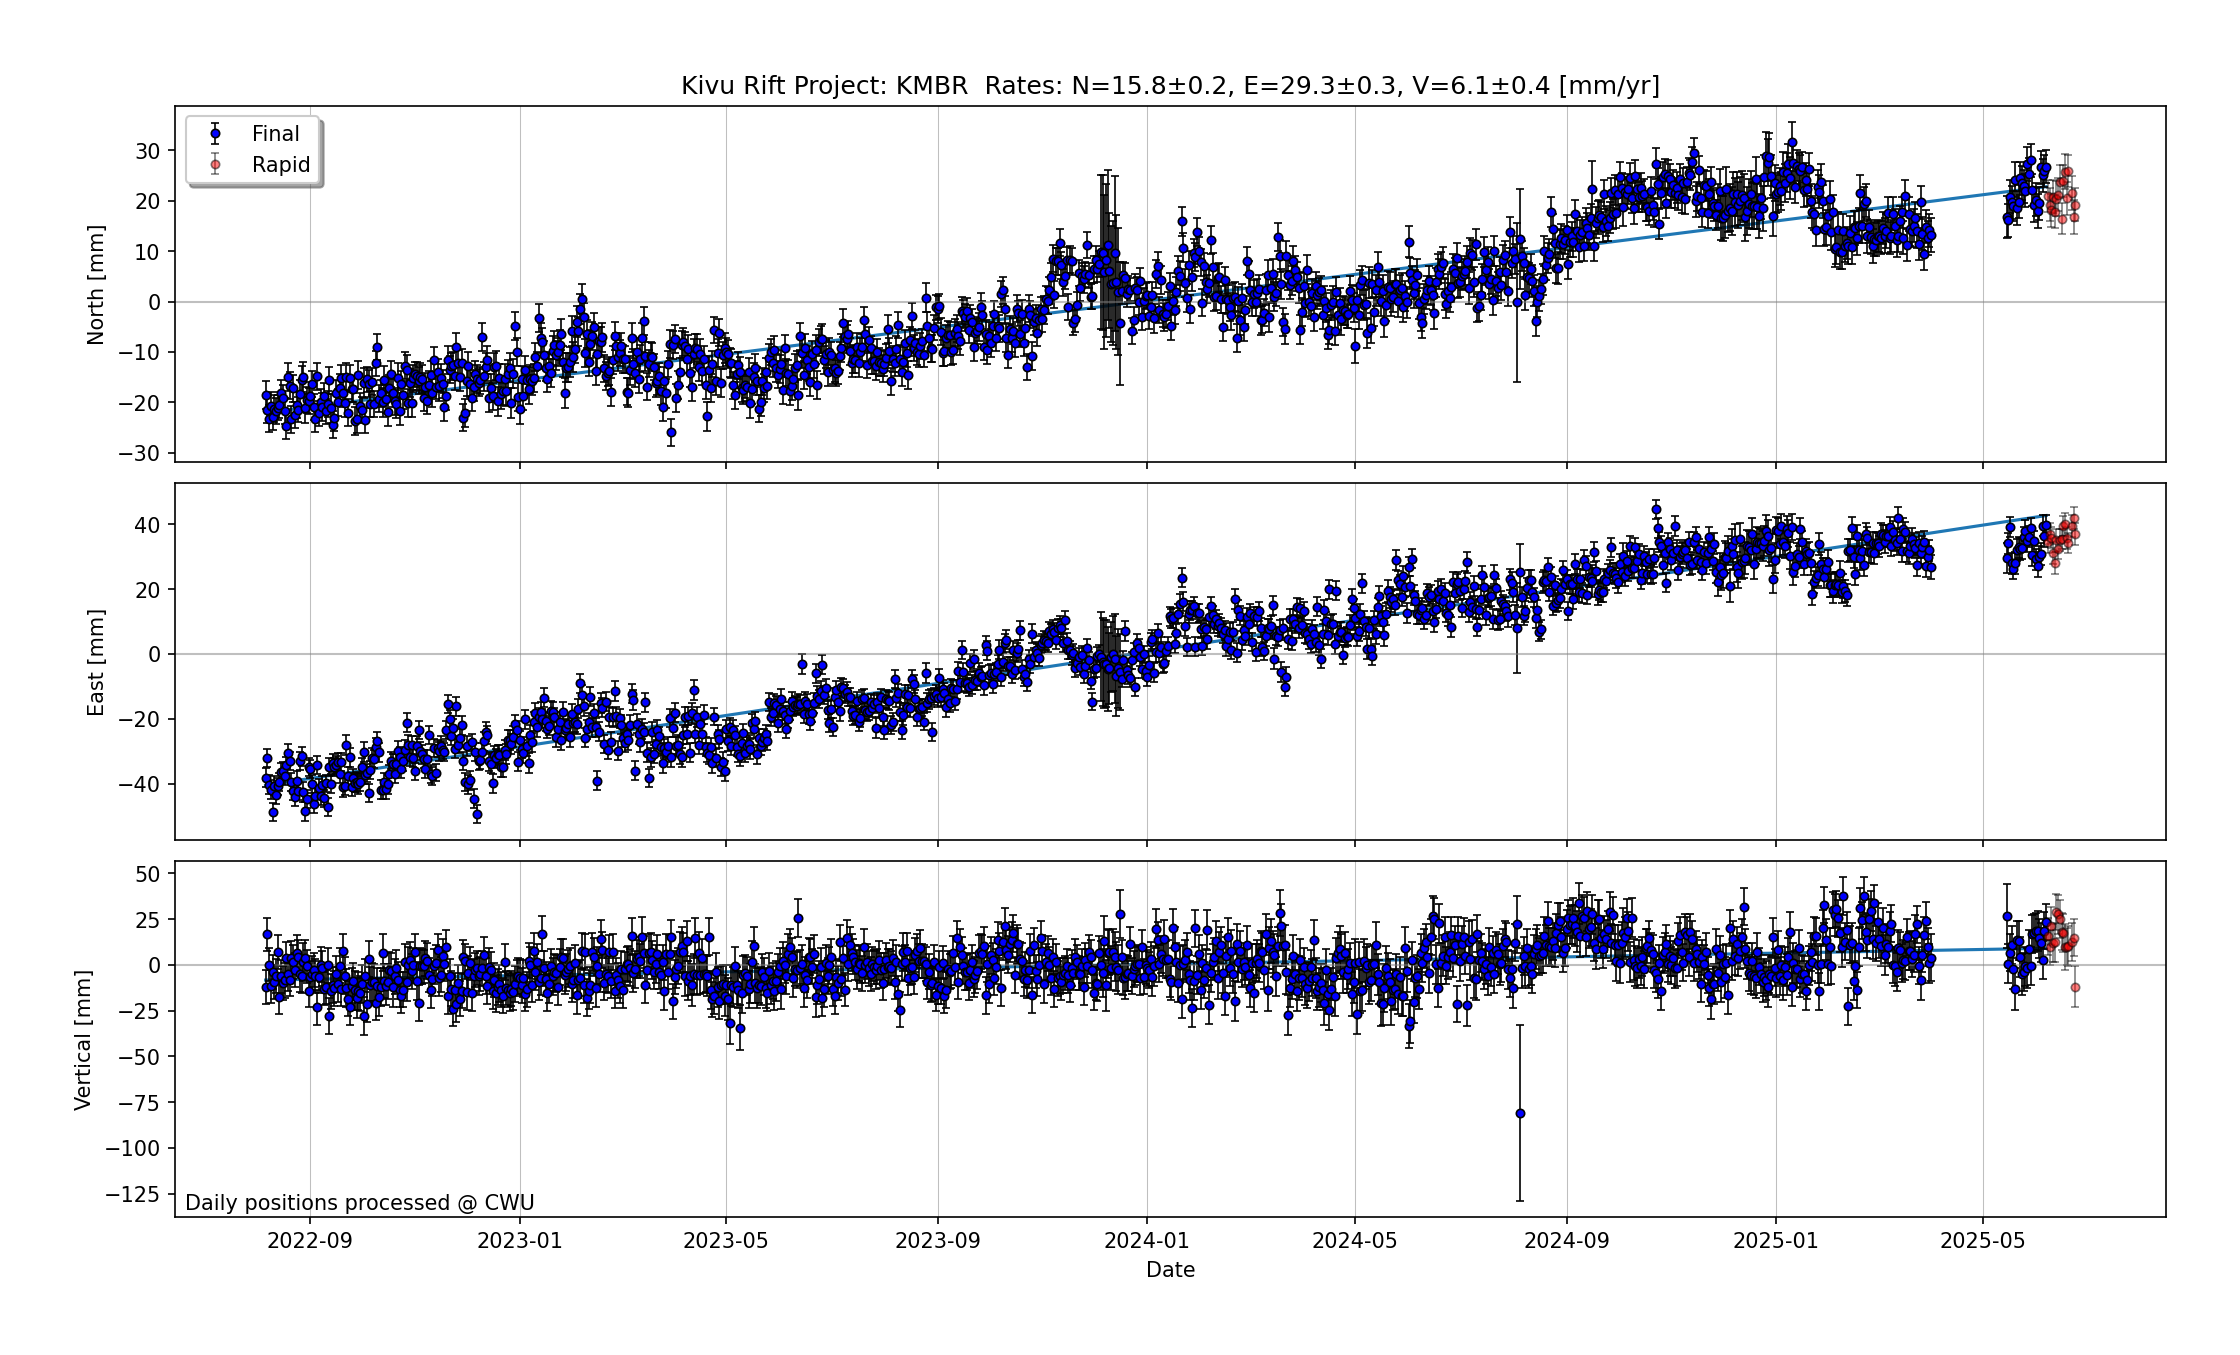 Kivu Rift Project: KMBR  Rates: N=15.8±0.2, E=29.3±0.3, V=6.1±0.4 [mm/yr]
Final
Rapid
North [mm]
30
20
10
0
−10
−20
−30
East [mm]
40
20
0
−20
−40
Vertical [mm]
50
25
0
−25
−50
−75
−100
−125
Daily positions processed @ CWU
2022-09 2023-01 2023-05 2023-09 2024-01 2024-05 2024-09 2025-01 2025-05
Date